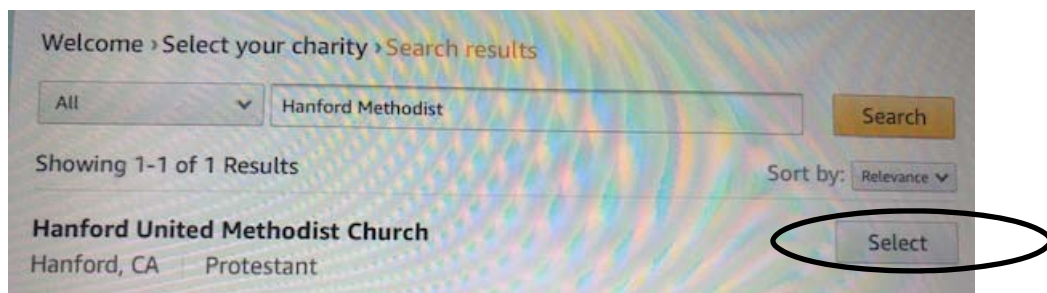 Welcome › Select your charity › Search results
All Hanford Methodist Search
Showing 1-1 of 1 Results Sort by: Relevance
Hanford United Methodist Church Select
Hanford, CA | Protestant